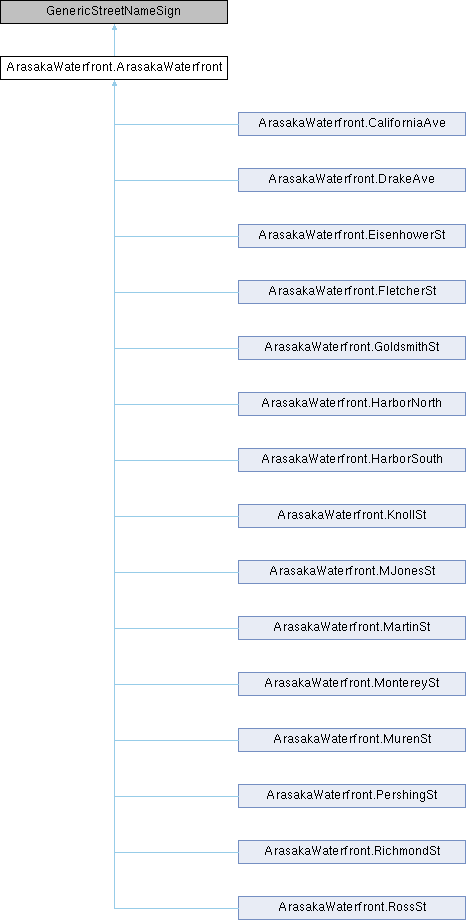 GenericStreetNameSign
ArasakaWaterfront.ArasakaWaterfront
ArasakaWaterfront.CaliforniaAve
ArasakaWaterfront.DrakeAve
ArasakaWaterfront.EisenhowerSt
ArasakaWaterfront.FletcherSt
ArasakaWaterfront.GoldsmithSt
ArasakaWaterfront.HarborNorth
ArasakaWaterfront.HarborSouth
ArasakaWaterfront.KnollSt
ArasakaWaterfront.MJonesSt
ArasakaWaterfront.MartinSt
ArasakaWaterfront.MontereySt
ArasakaWaterfront.MurenSt
ArasakaWaterfront.PershingSt
ArasakaWaterfront.RichmondSt
ArasakaWaterfront.RossSt